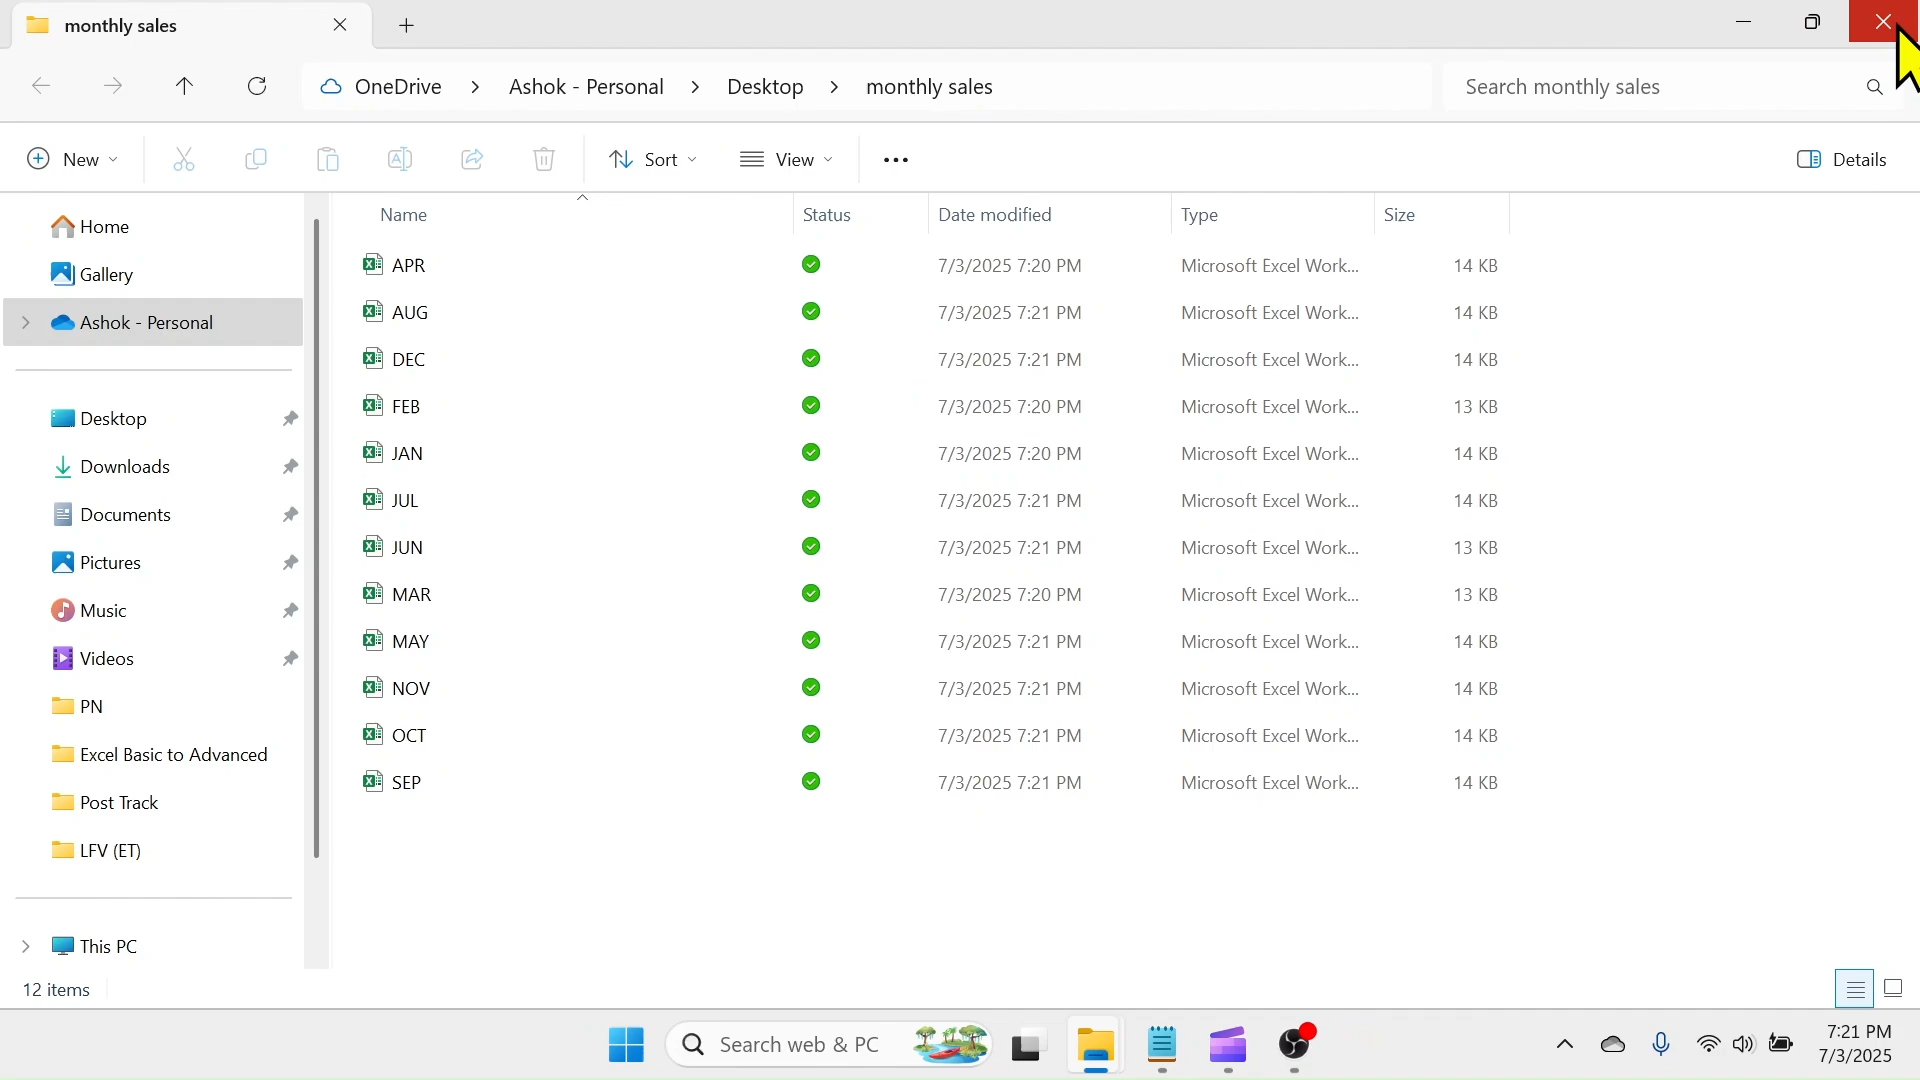 monthly sales
OneDrive > Ashok - Personal > Desktop > monthly sales
Search monthly sales
New
Sort
View
Details
Home
Gallery
Ashok - Personal
Desktop
Downloads
Documents
Pictures
Music
Videos
PN
Excel Basic to Advanced
Post Track
LFV (ET)
This PC
Name Status Date modified Type Size
APR 7/3/2025 7:20 PM Microsoft Excel Work... 14 KB
AUG 7/3/2025 7:21 PM Microsoft Excel Work... 14 KB
DEC 7/3/2025 7:21 PM Microsoft Excel Work... 14 KB
FEB 7/3/2025 7:20 PM Microsoft Excel Work... 13 KB
JAN 7/3/2025 7:20 PM Microsoft Excel Work... 14 KB
JUL 7/3/2025 7:21 PM Microsoft Excel Work... 14 KB
JUN 7/3/2025 7:21 PM Microsoft Excel Work... 13 KB
MAR 7/3/2025 7:20 PM Microsoft Excel Work... 13 KB
MAY 7/3/2025 7:21 PM Microsoft Excel Work... 14 KB
NOV 7/3/2025 7:21 PM Microsoft Excel Work... 14 KB
OCT 7/3/2025 7:21 PM Microsoft Excel Work... 14 KB
SEP 7/3/2025 7:21 PM Microsoft Excel Work... 14 KB
12 items
Search web & PC
7:21 PM
7/3/2025